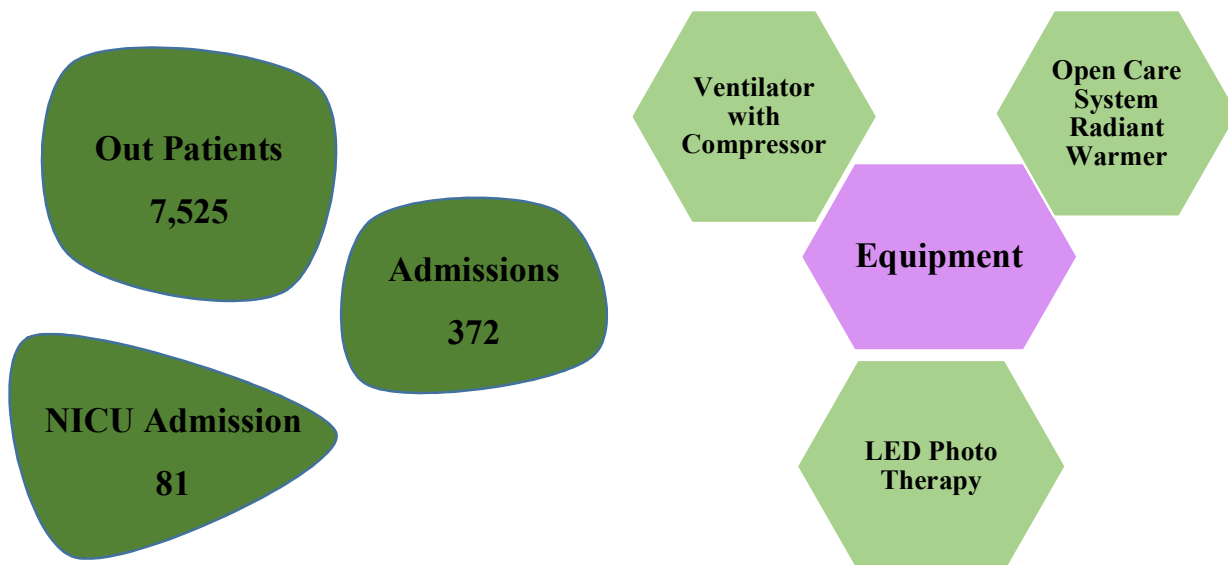 Out Patients
7,525
Admissions
372
NICU Admission
81
Ventilator
with
Compressor
Open Care
System
Radiant
Warmer
Equipment
LED Photo
Therapy